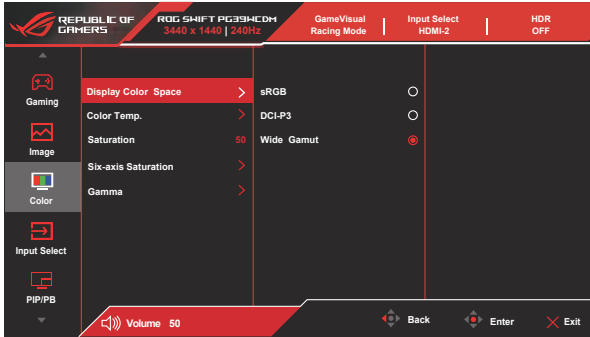 REPUBLIC OF
GAMERS
ROG SWIFT PG39WCDM
3440 x 1440 | 240Hz
GameVisual
Racing Mode
Input Select
HDMI-2
HDR
OFF
Gaming
Image
Color
Input Select
PIP/PB
Display Color Space
Color Temp.
Saturation 50
Six-axis Saturation
Gamma
sRGB
DCI-P3
Wide Gamut
Volume 50
Back
Enter
Exit